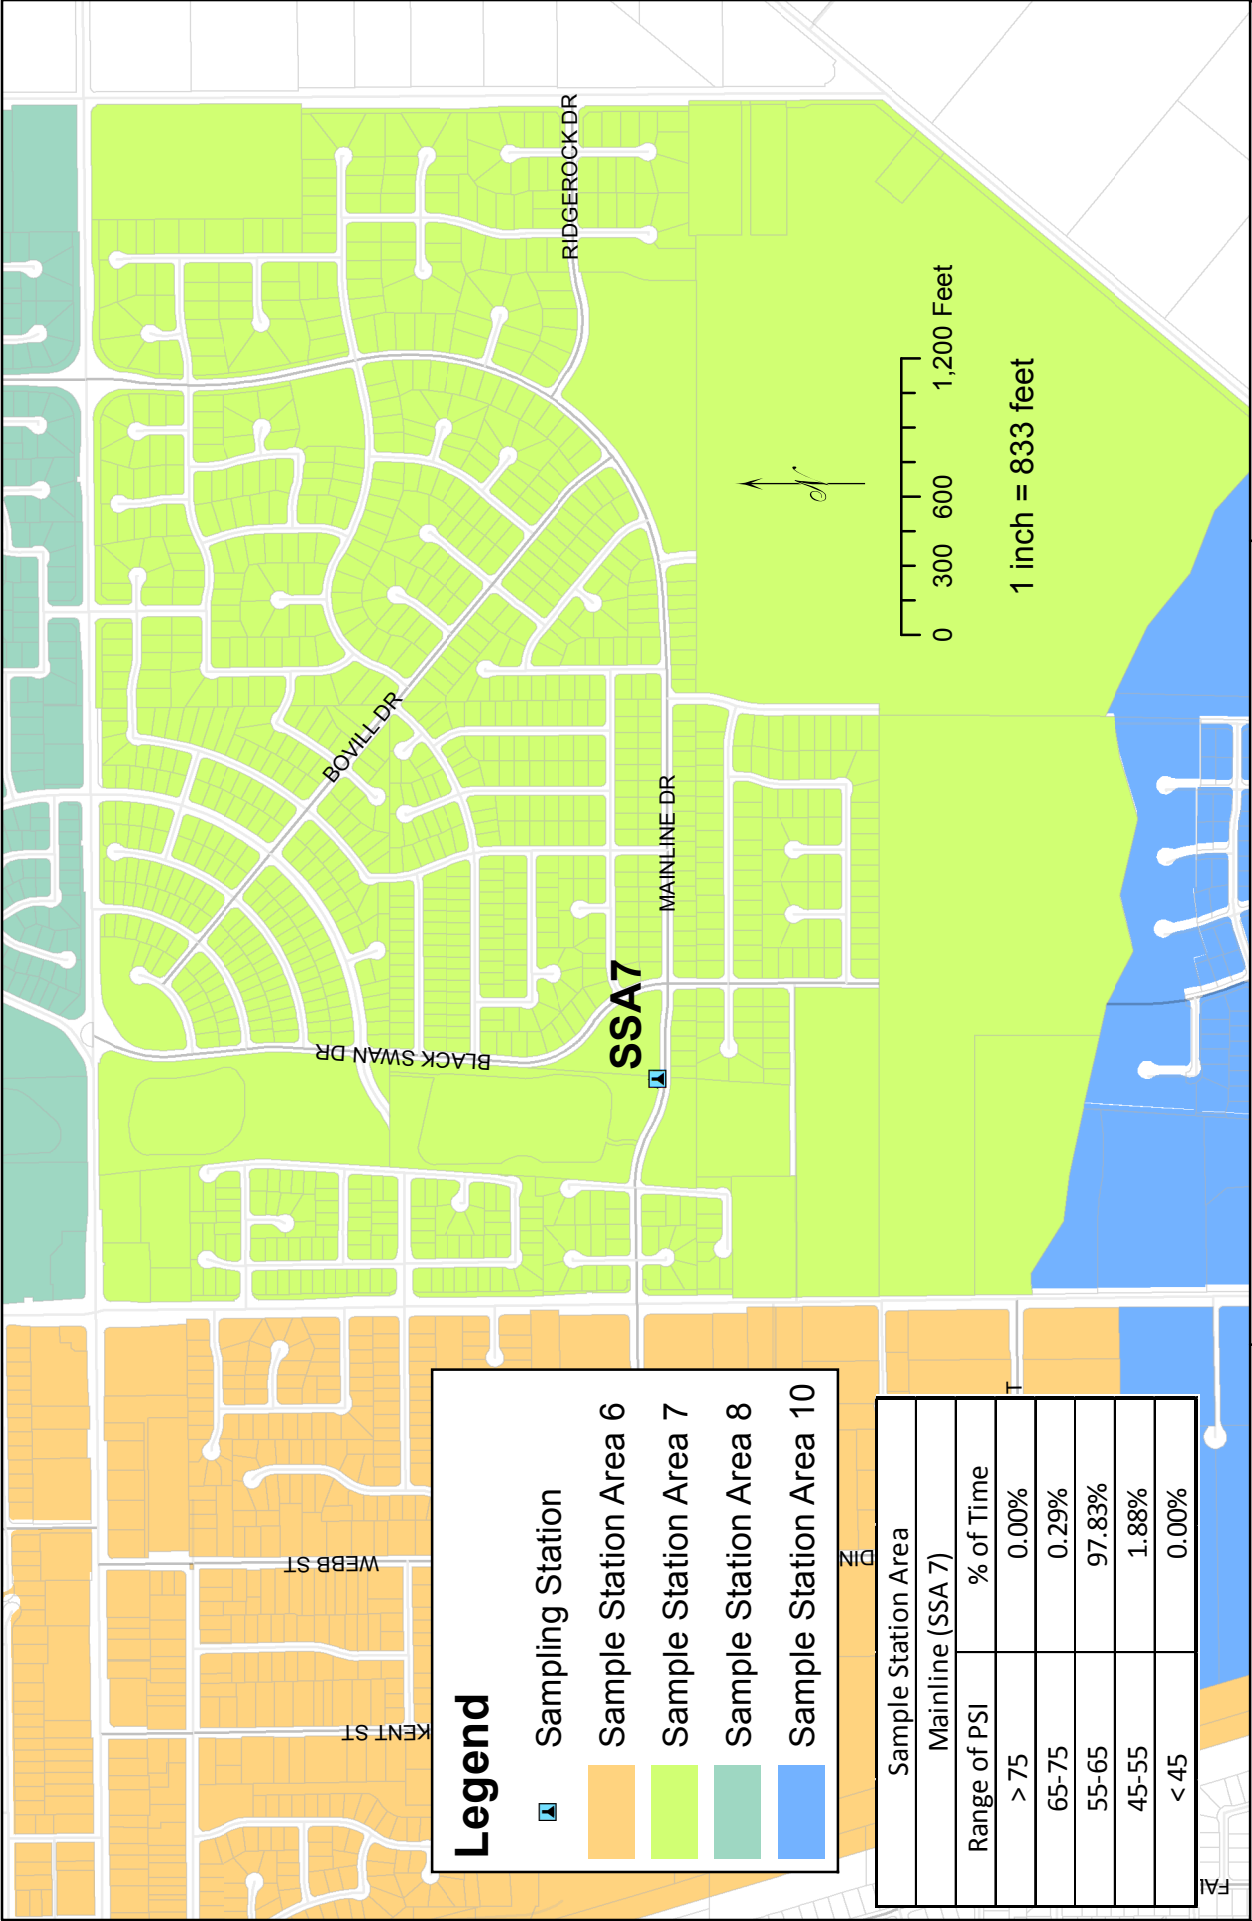 RIDGEROCK DR
BOVILL DR
MAINLINE DR
BLACK SWAN DR
SSA7
WEBB ST
KENT ST
DIN
T
FAI
N
0 300 600 1,200 Feet
1 inch = 833 feet
Legend
Sampling Station
Sample Station Area 6
Sample Station Area 7
Sample Station Area 8
Sample Station Area 10
Sample Station Area
Mainline (SSA 7)
Range of PSI % of Time
> 75 0.00%
65-75 0.29%
55-65 97.83%
45-55 1.88%
< 45 0.00%